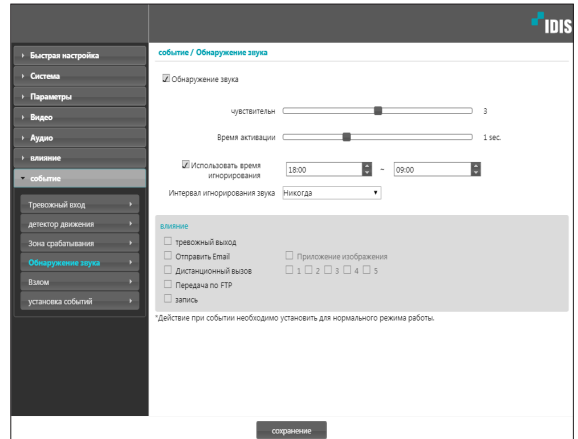 IDIS
Быстрая настройка
Система
Параметры
Видео
Аудио
влияние
событие
Тревожный вход
детектор движения
Зона срабатывания
Обнаружение звука
Взлом
установка событий
событие / Обнаружение звука
Обнаружение звука
чувствительн 3
Время активации 1 sec.
Использовать время игнорирования 18:00 ~ 09:00
Интервал игнорирования звука Никогда
влияние
тревожный выход
Отправить Email Приложение изображения
Дистанционный вызов 1 2 3 4 5
Передача по FTP
запись
*Действие при событии необходимо установить для нормального режима работы.
сохранение